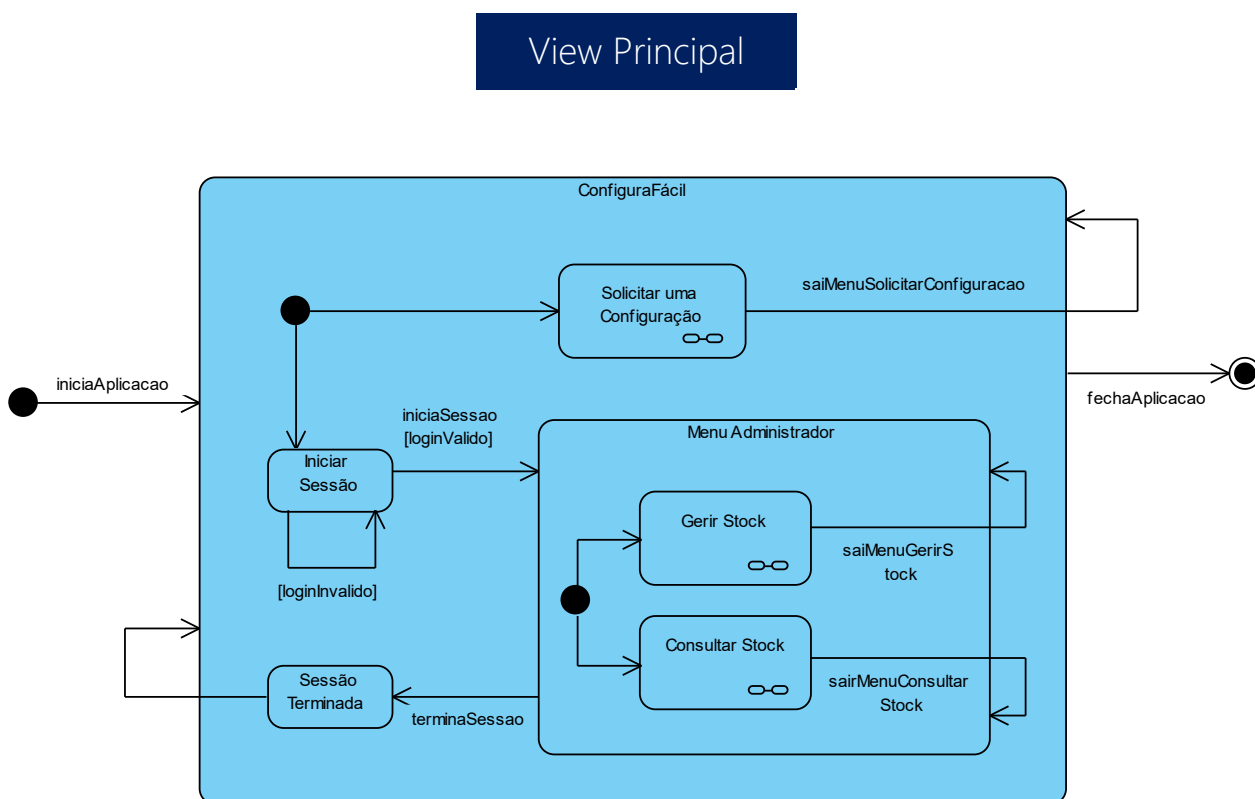 View Principal
ConfiguraFácil
Solicitar uma
Configuração
saiMenuSolicitarConfiguracao
iniciaAplicacao
fechaAplicacao
iniciaSessao
[loginValido]
Menu Administrador
Iniciar
Sessão
Gerir Stock
saiMenuGerirS
tock
[loginInvalido]
Consultar Stock
sairMenuConsultar
Stock
Sessão
Terminada
terminaSessao